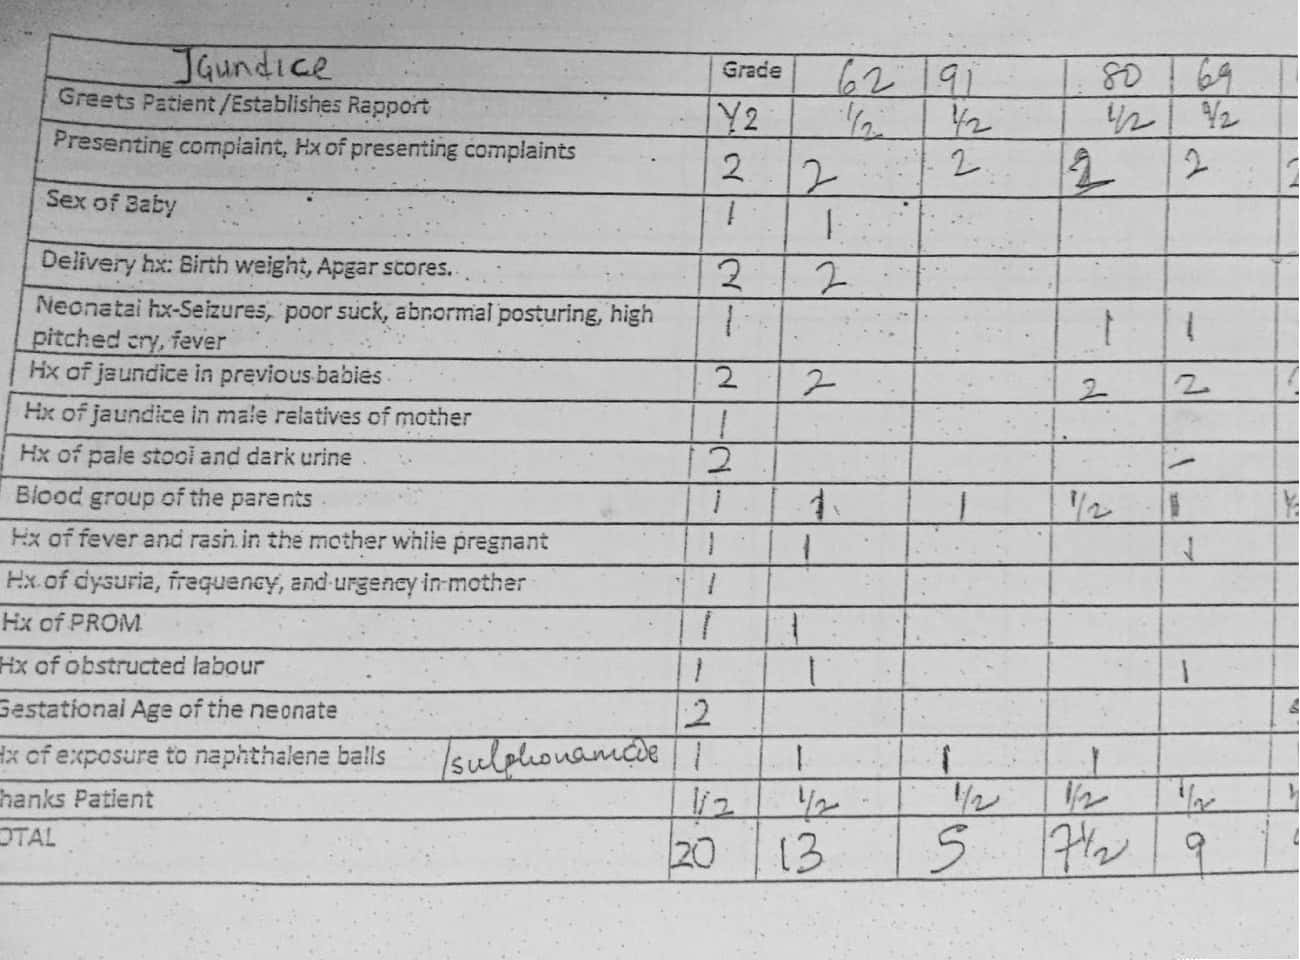 Jaundice Grade 62 91 80 69
Greets Patient/Establishes Rapport 1/2 1/2 1/2 1/2 1/2
Presenting complaint, Hx of presenting complaints 2 2 2 2 2 2
Sex of Baby 1 1
Delivery hx: Birth weight, Apgar scores. 2 2
Neonatal hx-Seizures, poor suck, abnormal posturing, high
pitched cry, fever 1 1 1
Hx of jaundice in previous babies 2 2 2 2
Hx of jaundice in male relatives of mother 1
Hx of pale stool and dark urine 2 -
Blood group of the parents 1 1 1 1/2 1
Hx of fever and rash in the mother while pregnant 1 1 1
Hx of dysuria, frequency, and urgency in mother 1
Hx of PROM 1 1
Hx of obstructed labour 1 1 1
Gestational Age of the neonate 2
Hx of exposure to naphthalene balls /sulphonamide 1 1 1 1
hanks Patient 1/2 1/2 1/2 1/2 1/2
OTAL 20 13 5 7 1/2 9